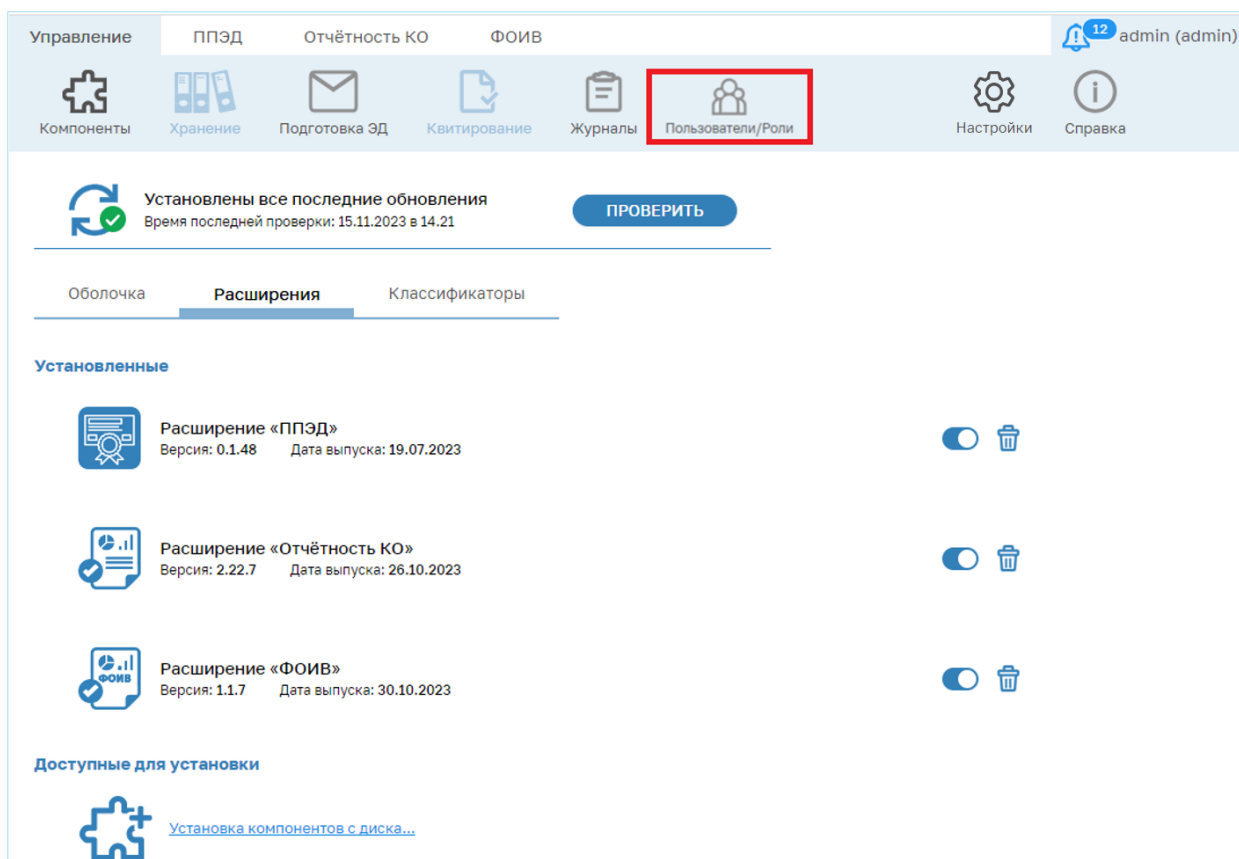 Управление ППЭД Отчётность КО ФОИВ 12 admin (admin)
Компоненты Хранение Подготовка ЭД Квитирование Журналы Пользователи/Роли Настройки Справка
Установлены все последние обновления
Время последней проверки: 15.11.2023 в 14.21
ПРОВЕРИТЬ
Оболочка Расширения Классификаторы
Установленные
Расширение «ППЭД»
Версия: 0.1.48 Дата выпуска: 19.07.2023
Расширение «Отчётность КО»
Версия: 2.22.7 Дата выпуска: 26.10.2023
ФОИВ
Расширение «ФОИВ»
Версия: 1.1.7 Дата выпуска: 30.10.2023
Доступные для установки
Установка компонентов с диска...